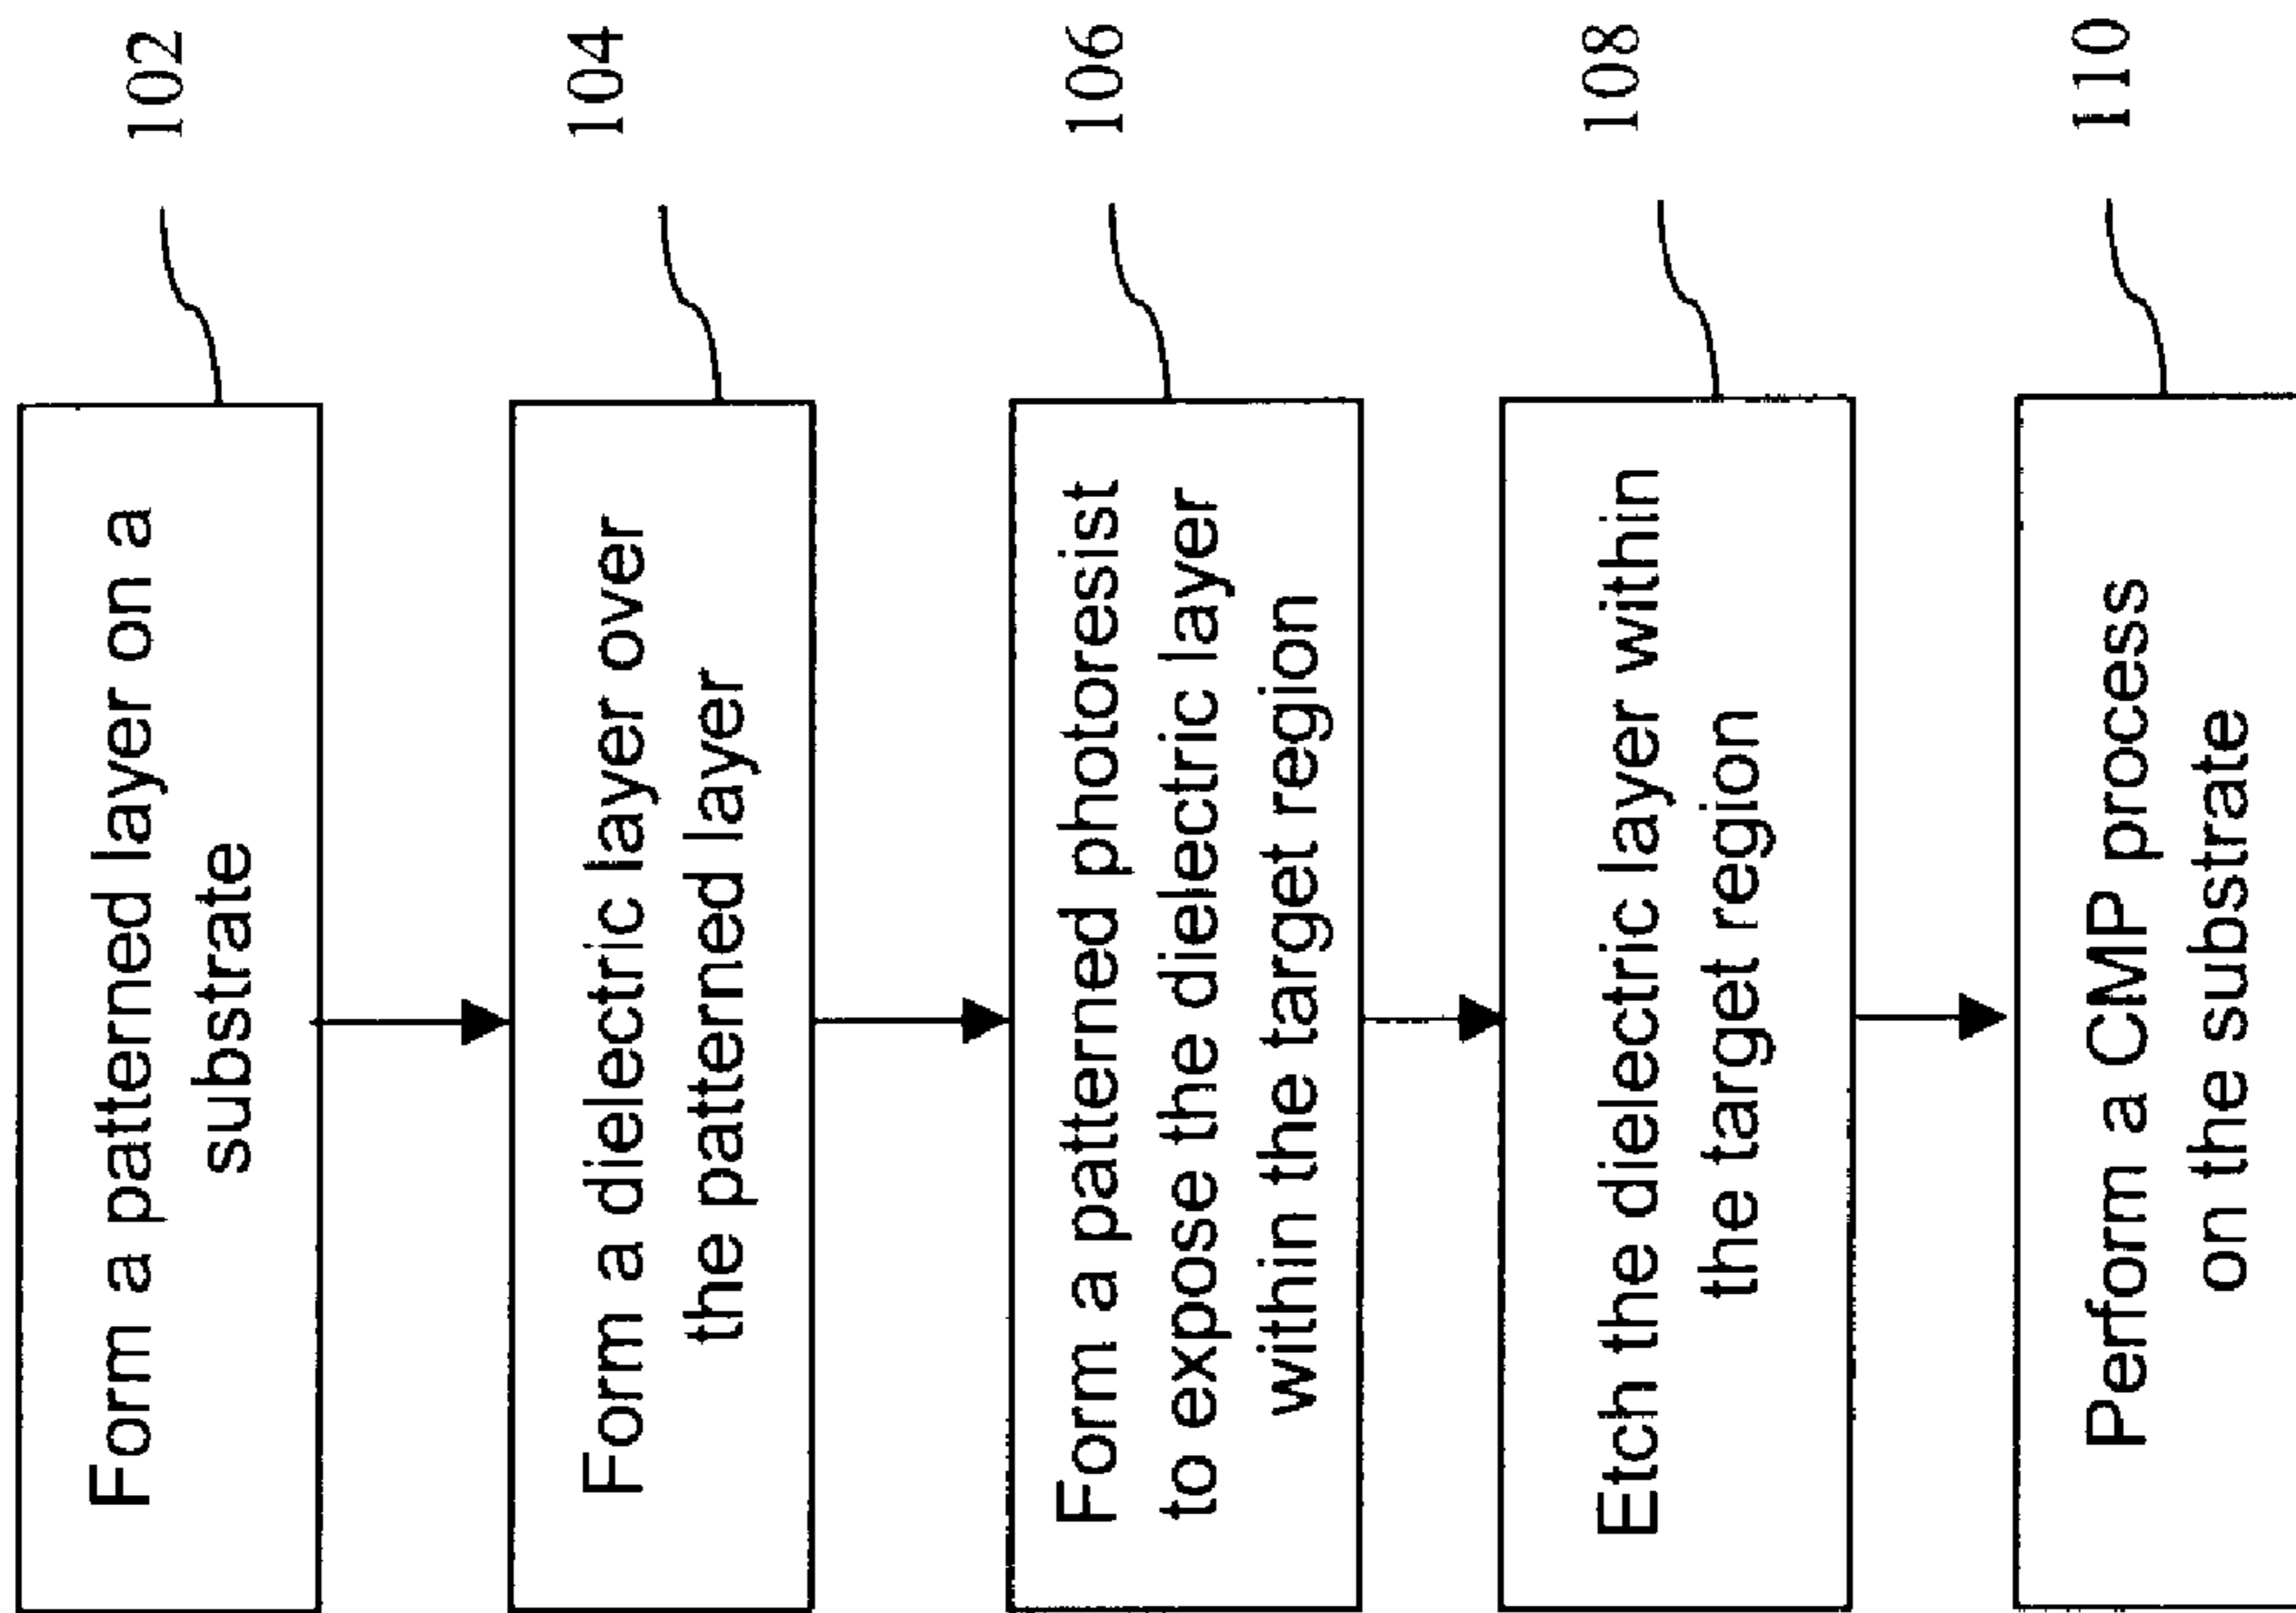 Form a patterned layer on a
substrate
102
Form a dielectric layer over
the patterned layer
104
Form a patterned photoresist
to expose the dielectric layer
within the target region
106
Etch the dielectric layer within
the target region
108
Perform a CMP process
on the substrate
110